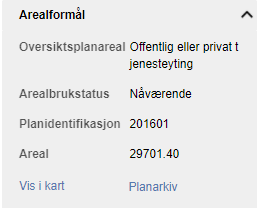 Arealformål
Oversiktsplanareal Offentlig eller privat t
jenesteyting
Arealbrukstatus Nåværende
Planidentifikasjon 201601
Areal 29701.40
Vis i kart Planarkiv